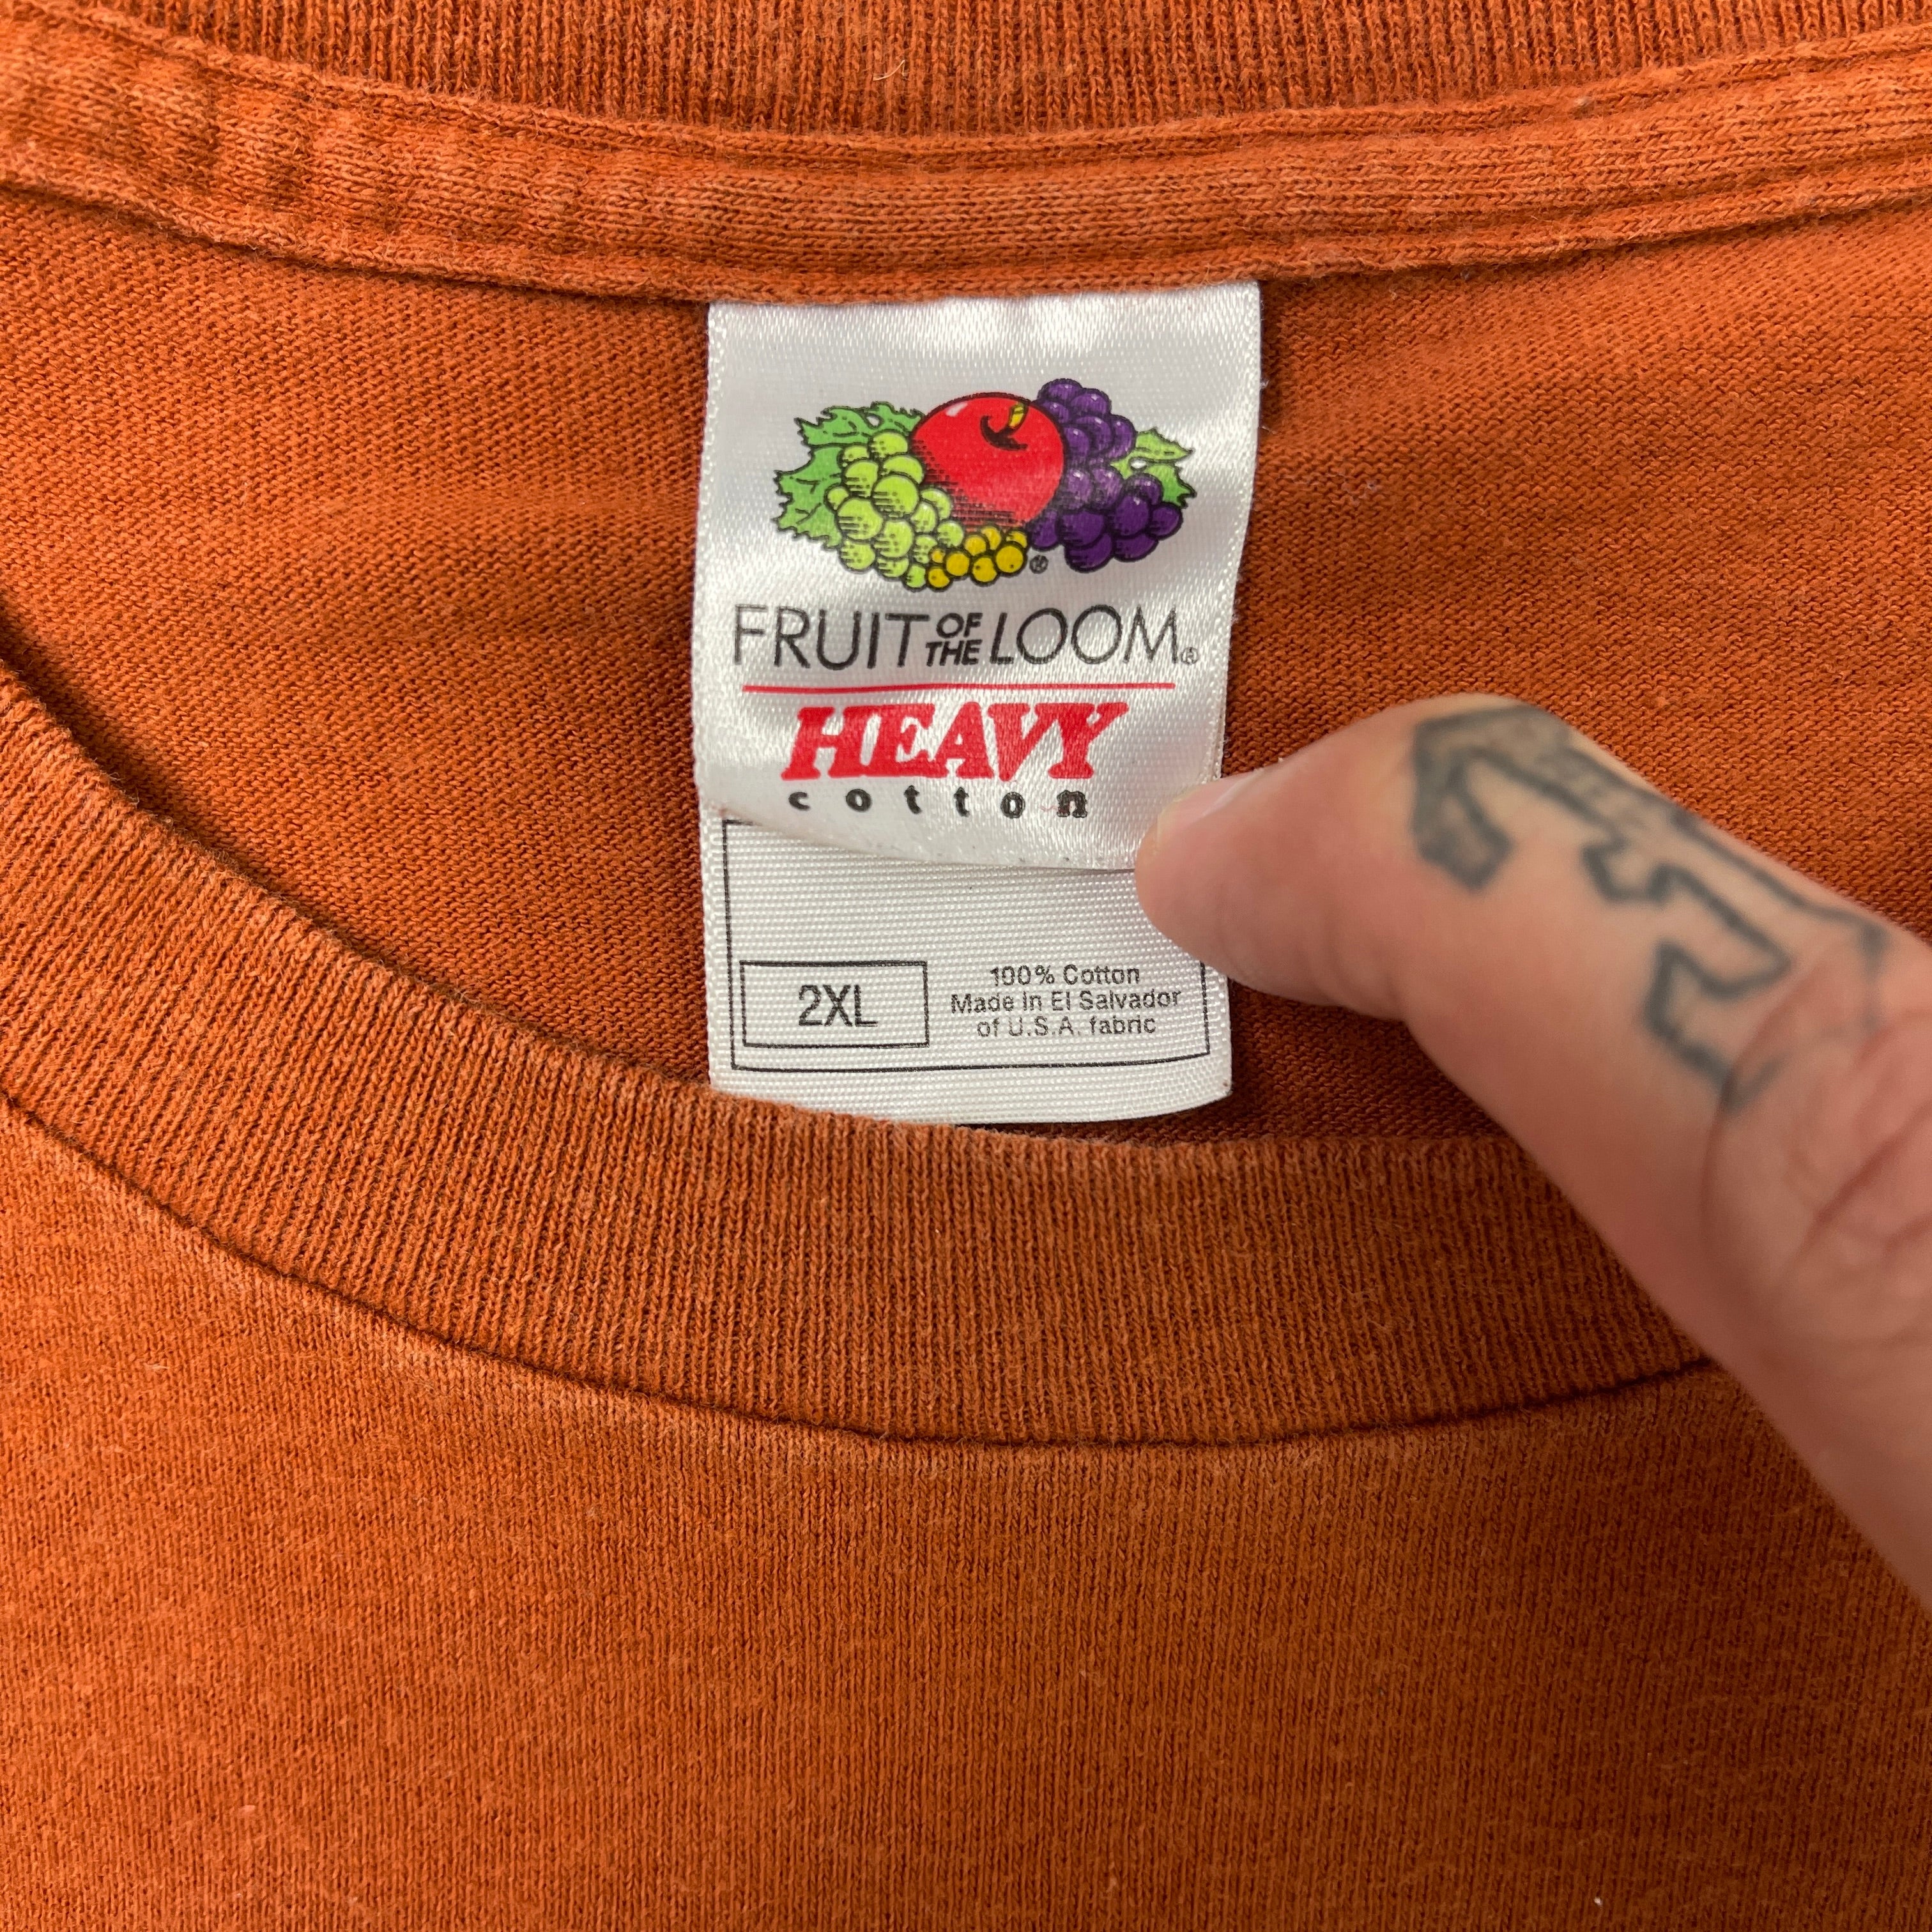 ®
FRUIT OF THE LOOM®
HEAVY
cotton
2XL
100% Cotton
Made in El Salvador
of U.S.A. fabric